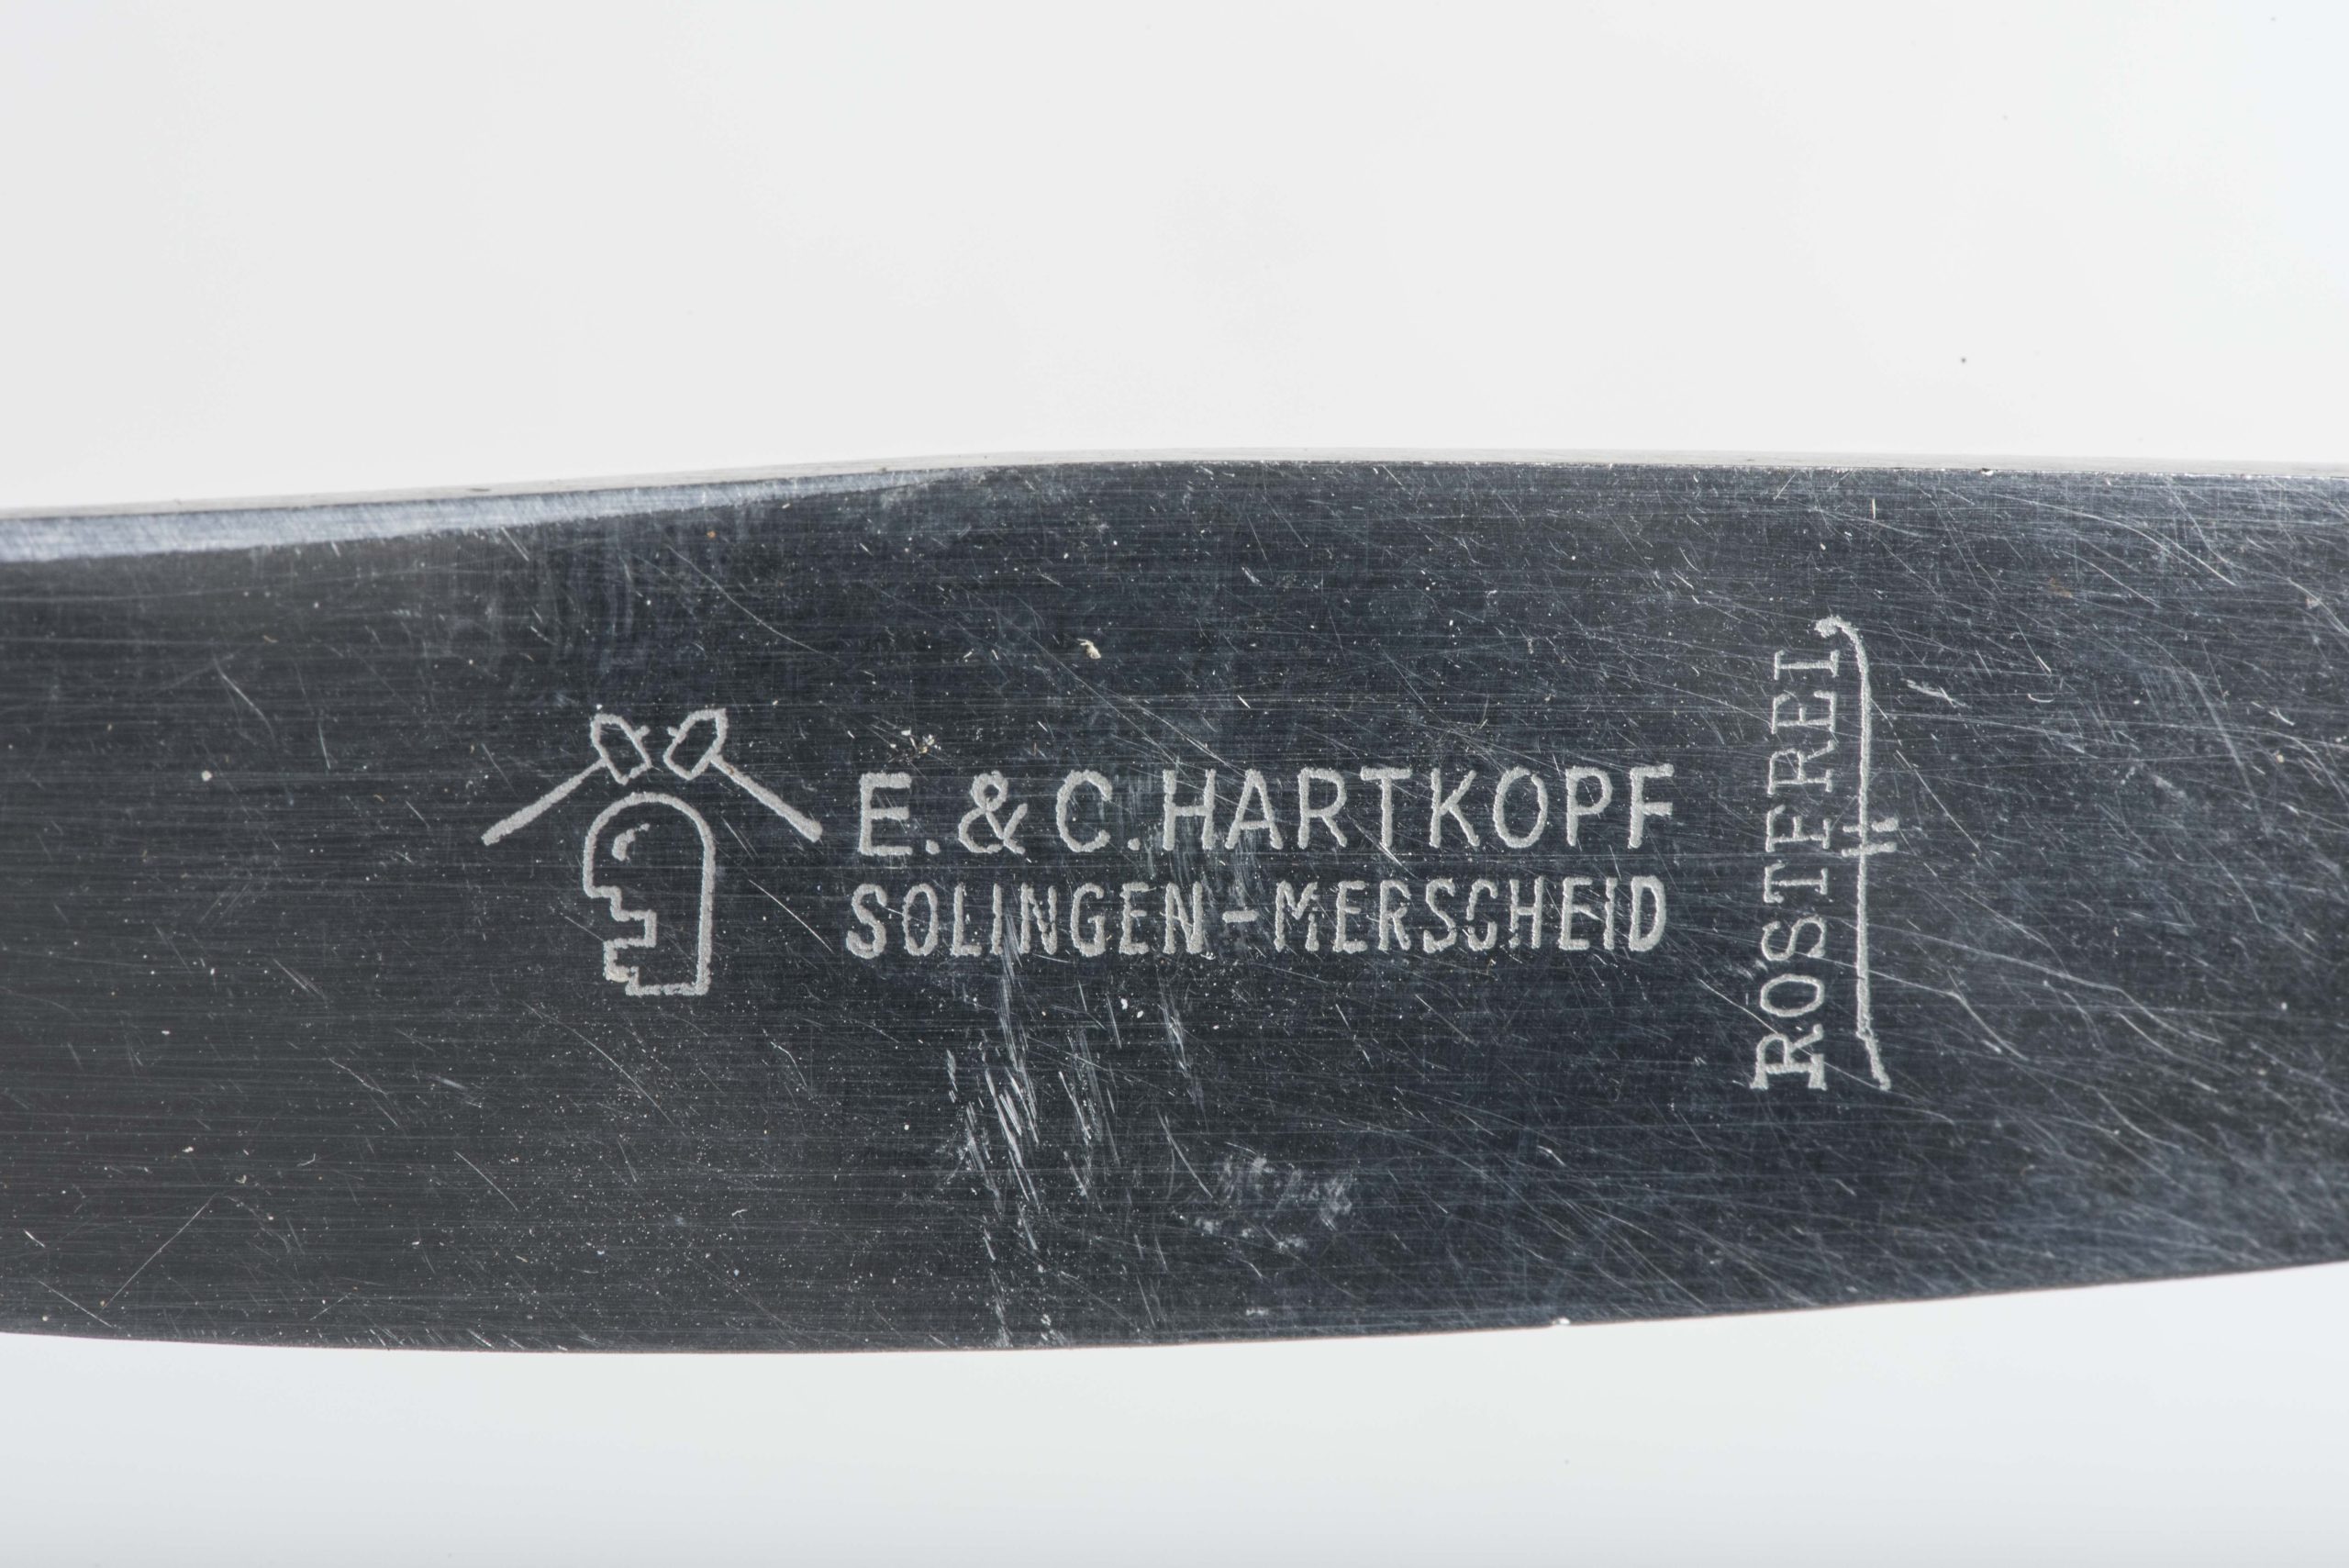 E. & C. HARTKOPF
SOLINGEN-MERSCHEID
ROSTFREI